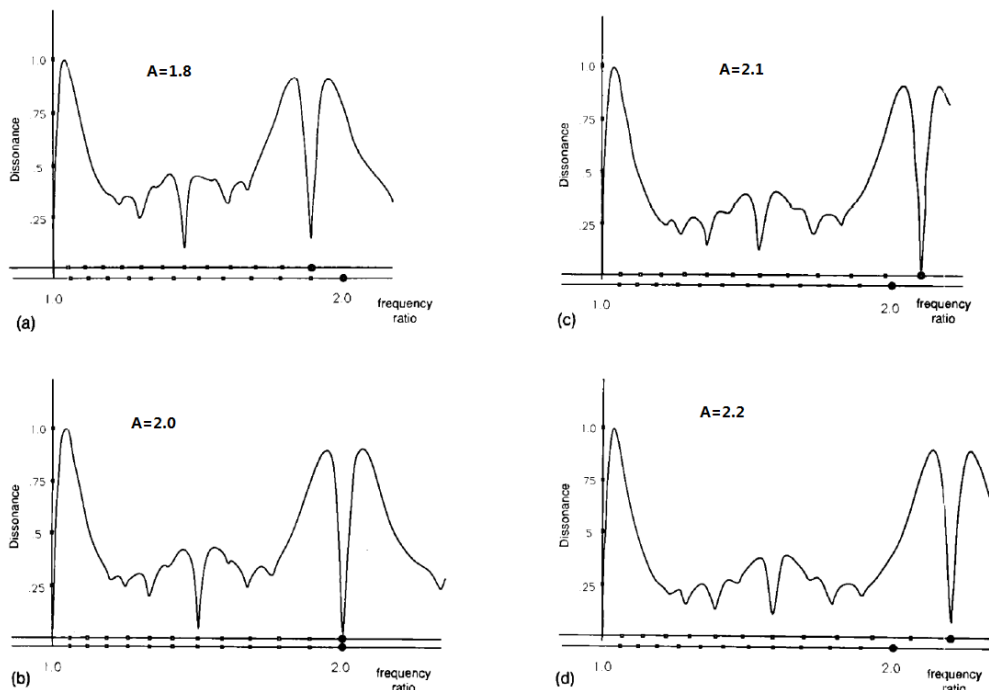 A=1.8
1.0
.75
.5
.25
Dissonance
1.0
2.0
frequency
ratio
(a)
A=2.1
1.0
.75
.5
.25
Dissonance
1.0
2.0
frequency
ratio
(c)
A=2.0
1.0
.75
.5
.25
Dissonance
1.0
2.0
frequency
ratio
(b)
A=2.2
1.0
.75
.5
.25
Dissonance
1.0
2.0
frequency
ratio
(d)